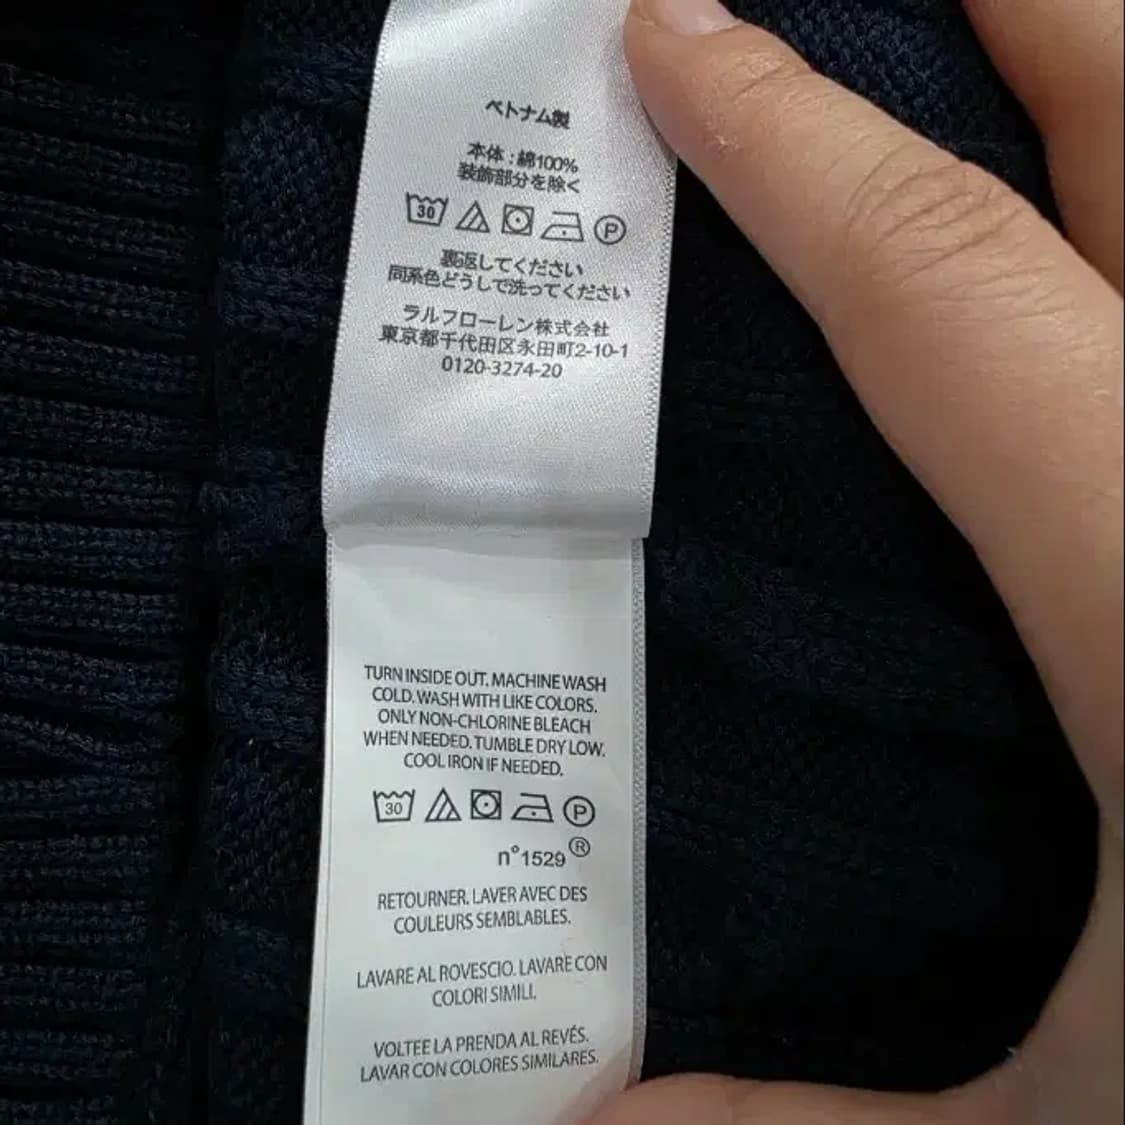 ベトナム製
本体:綿100%
装飾部分を除く
30 P
裏返してください
同系色どうしで洗ってください
ラルフローレン株式会社
東京都千代田区永田町2-10-1
0120-3274-20
TURN INSIDE OUT. MACHINE WASH
COLD. WASH WITH LIKE COLORS.
ONLY NON-CHLORINE BLEACH
WHEN NEEDED. TUMBLE DRY LOW.
COOL IRON IF NEEDED.
30 P
n°1529 ®
RETOURNER. LAVER AVEC DES
COULEURS SEMBLABLES.
LAVARE AL ROVESCIO. LAVARE CON
COLORI SIMILI.
VOLTEE LA PRENDA AL REVÉS.
LAVAR CON COLORES SIMILARES.